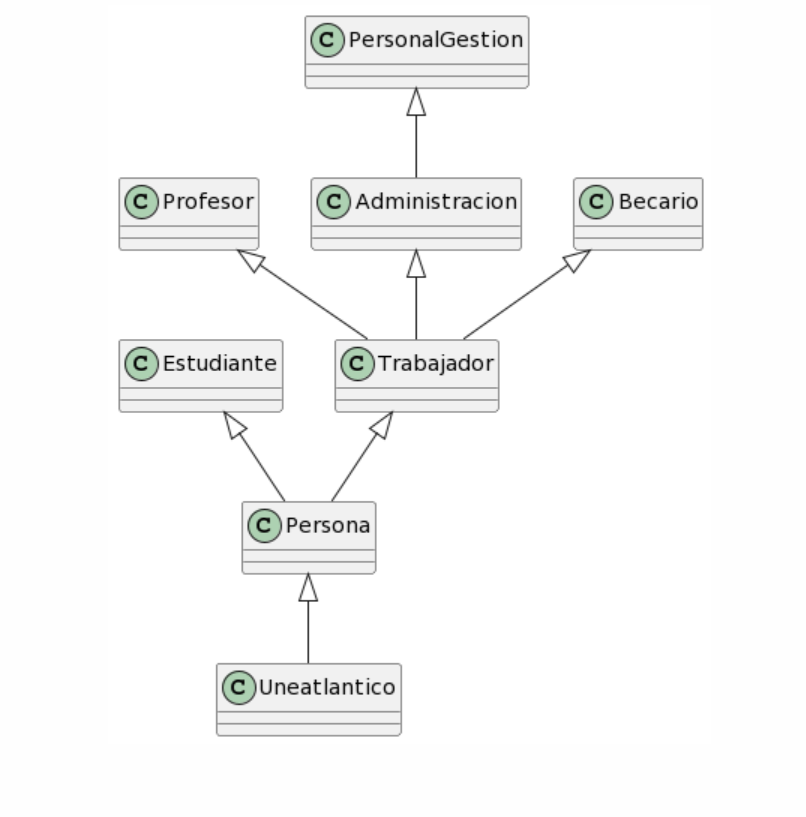 C PersonalGestion
C Profesor
C Administracion
C Becario
C Estudiante
C Trabajador
C Persona
C Uneatlantico